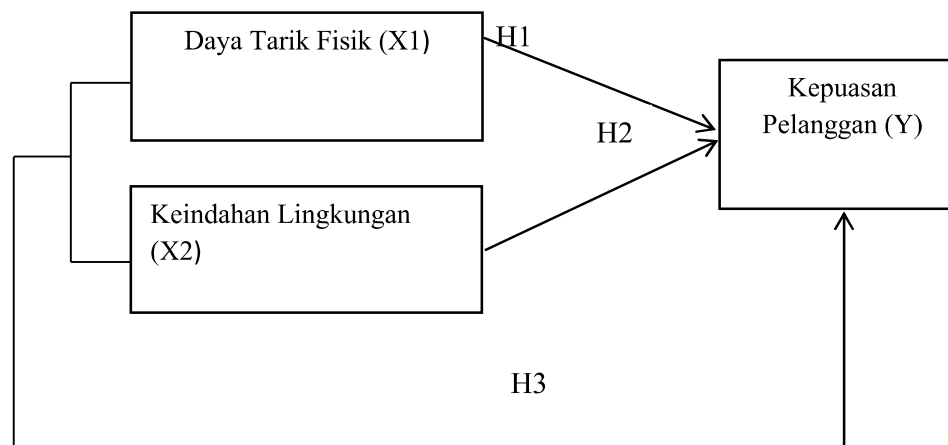 Daya Tarik Fisik (X1)
H1
Kepuasan
Pelanggan (Y)
H2
Keindahan Lingkungan
(X2)
H3